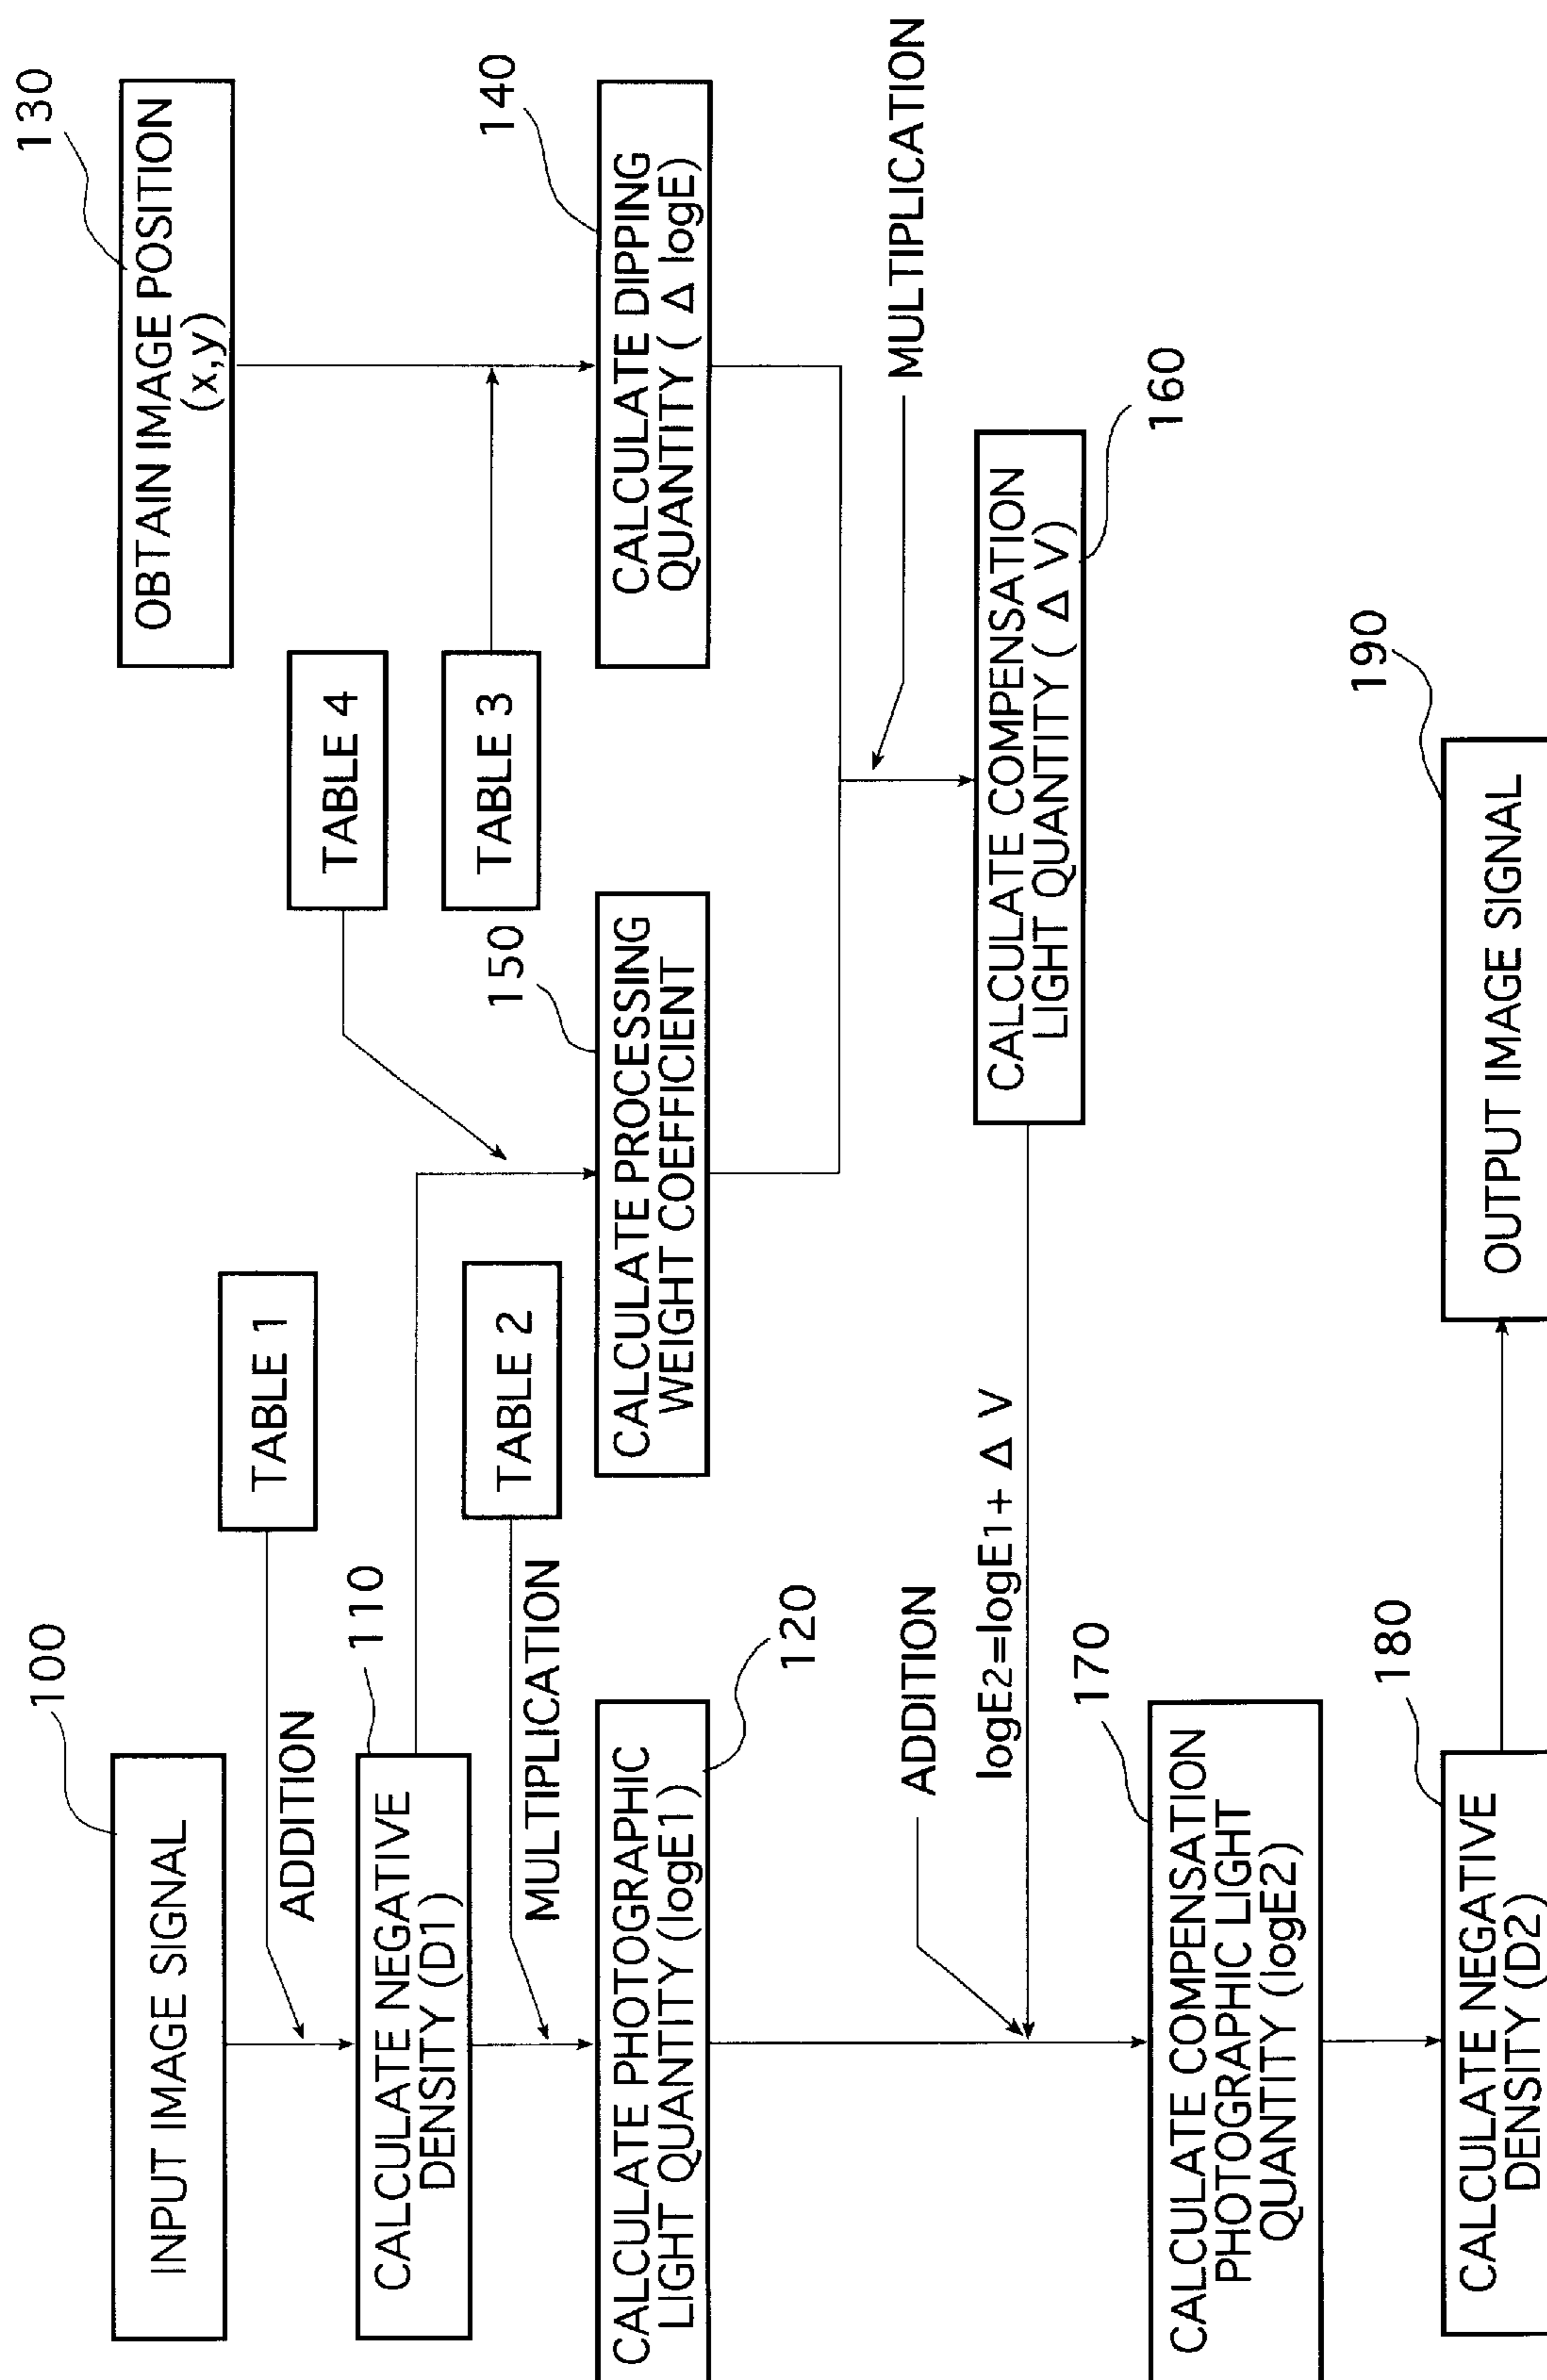 100
INPUT IMAGE SIGNAL
TABLE 1
ADDITION
110
CALCULATE NEGATIVE
DENSITY (D1)
TABLE 2
MULTIPLICATION
CALCULATE PHOTOGRAPHIC
LIGHT QUANTITY (logE1)
120
130
OBTAIN IMAGE POSITION
(x,y)
TABLE 4
TABLE 3
140
CALCULATE DIPPING
QUANTITY ( Δ logE)
150
CALCULATE PROCESSING
WEIGHT COEFFICIENT
MULTIPLICATION
CALCULATE COMPENSATION
LIGHT QUANTITY ( Δ V)
160
ADDITION
logE2=logE1+ Δ V
170
CALCULATE COMPENSATION
PHOTOGRAPHIC LIGHT
QUANTITY (logE2)
180
CALCULATE NEGATIVE
DENSITY (D2)
190
OUTPUT IMAGE SIGNAL